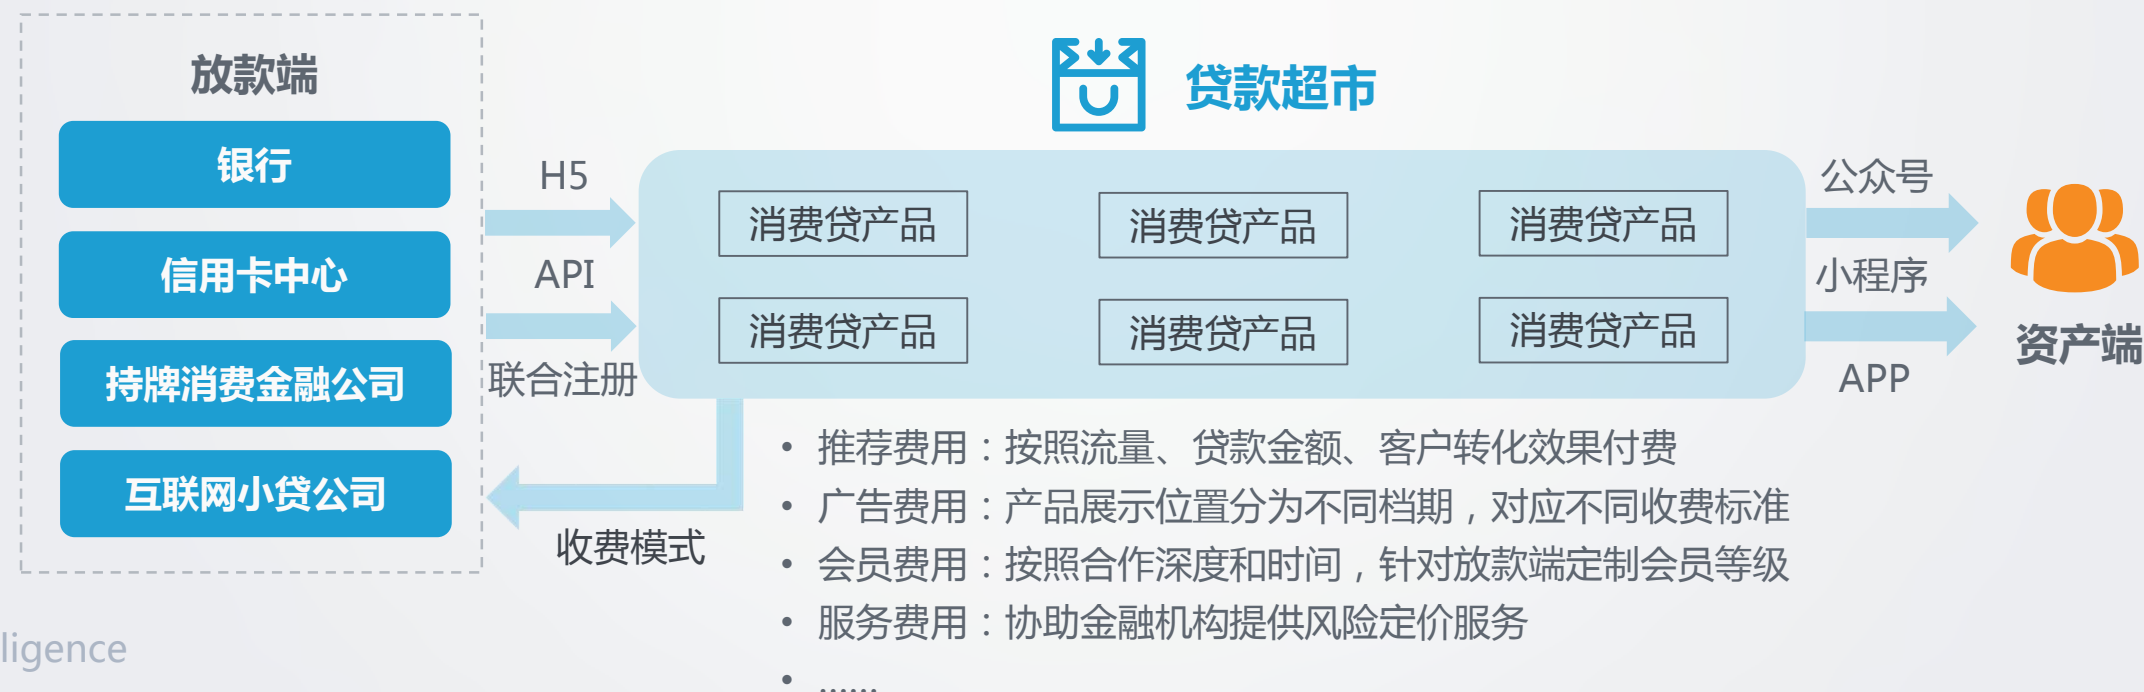 放款端
银行
信用卡中心
持牌消费金融公司
互联网小贷公司
H5
API
联合注册
收费模式
贷款超市
消费贷产品
消费贷产品
消费贷产品
消费贷产品
消费贷产品
消费贷产品
公众号
小程序
APP
资产端
• 推荐费用：按照流量、贷款金额、客户转化效果付费
• 广告费用：产品展示位置分为不同档期，对应不同收费标准
• 会员费用：按照合作深度和时间，针对放款端定制会员等级
• 服务费用：协助金融机构提供风险定价服务
• ......
ligence